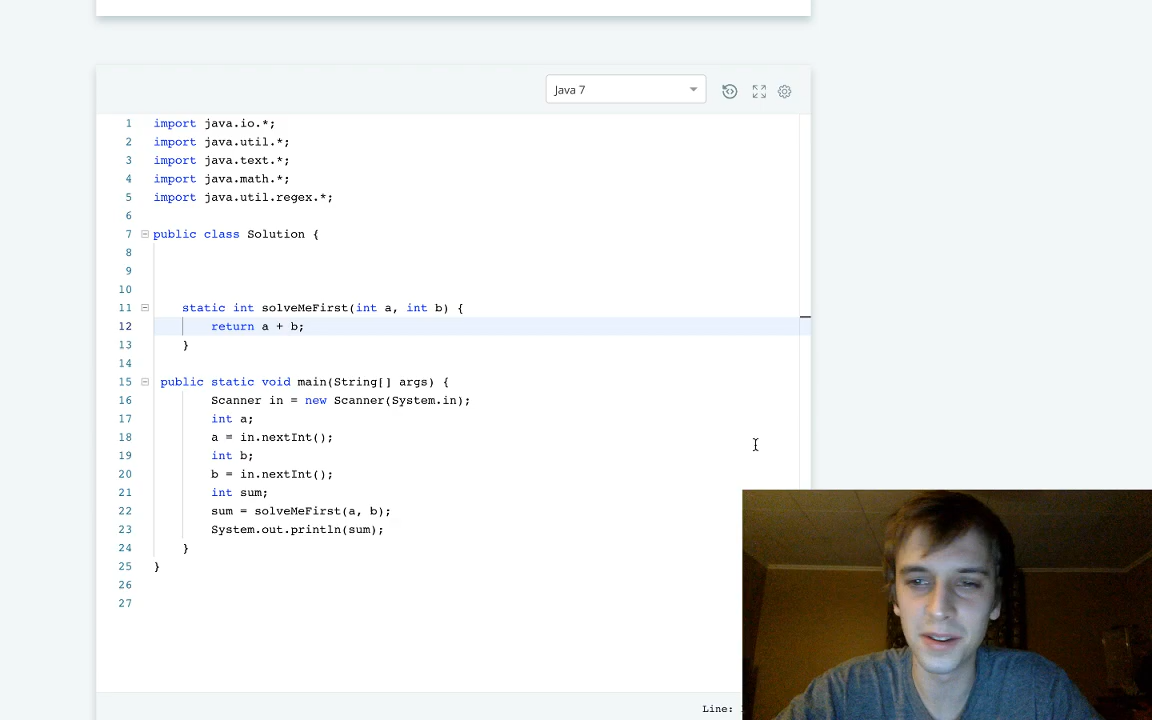 Java 7
1 import java.io.*;
2 import java.util.*;
3 import java.text.*;
4 import java.math.*;
5 import java.util.regex.*;
6
7 public class Solution {
8
9
10
11 static int solveMeFirst(int a, int b) {
12 return a + b;
13 }
14
15 public static void main(String[] args) {
16 Scanner in = new Scanner(System.in);
17 int a;
18 a = in.nextInt();
19 int b;
20 b = in.nextInt();
21 int sum;
22 sum = solveMeFirst(a, b);
23 System.out.println(sum);
24 }
25 }
26
27
Line: